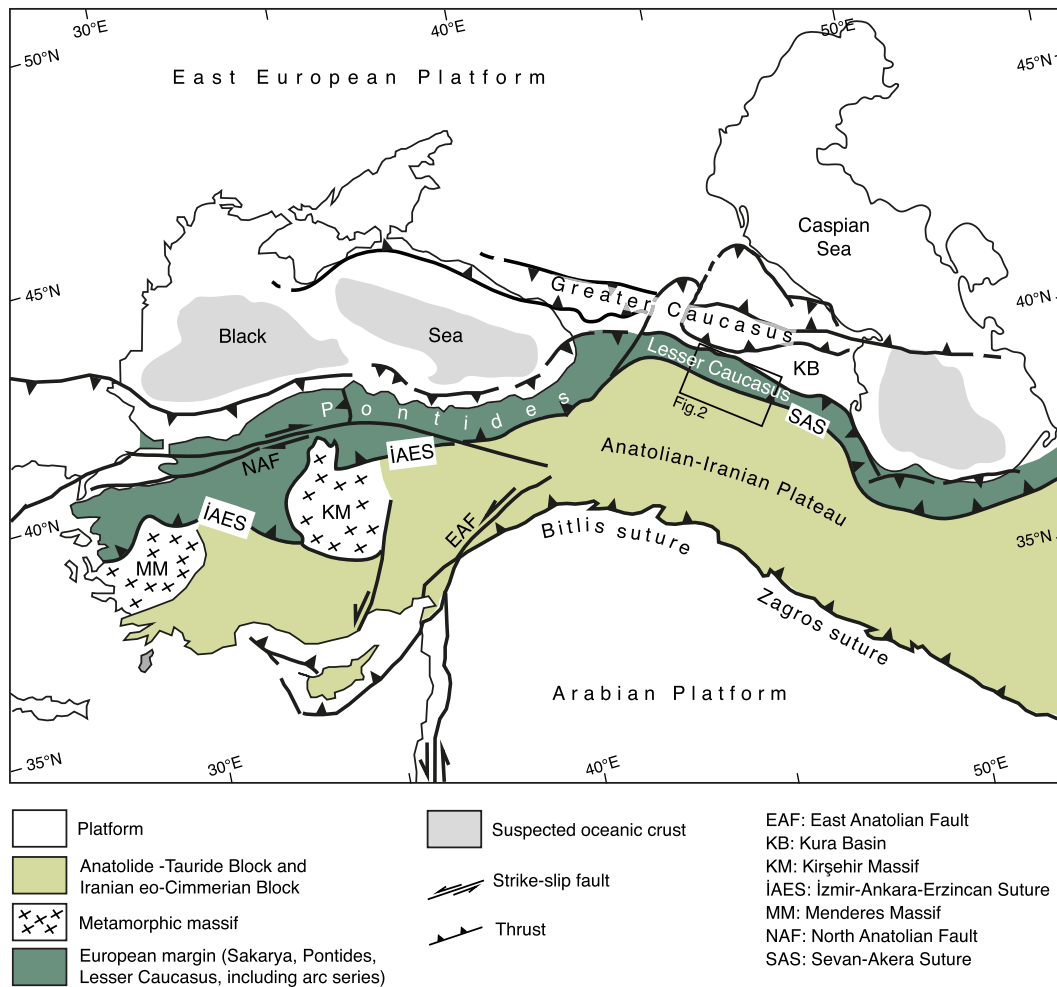 30°E
40°E
50°E
50°N
45°N
East European Platform
Caspian
Sea
45°N
40°N
Greater Caucasus
Black
Sea
Lesser Caucasus
KB
Fig.2
SAS
Pontides
NAF
İAES
Anatolian-Iranian Plateau
KM
İAES
40°N
EAF
Bitlis suture
35°N
MM
Zagros suture
Arabian Platform
35°N
30°E
40°E
50°E
Platform
Anatolide -Tauride Block and
Iranian eo-Cimmerian Block
Metamorphic massif
European margin (Sakarya, Pontides,
Lesser Caucasus, including arc series)
Suspected oceanic crust
Strike-slip fault
Thrust
EAF: East Anatolian Fault
KB: Kura Basin
KM: Kirşehir Massif
İAES: İzmir-Ankara-Erzincan Suture
MM: Menderes Massif
NAF: North Anatolian Fault
SAS: Sevan-Akera Suture